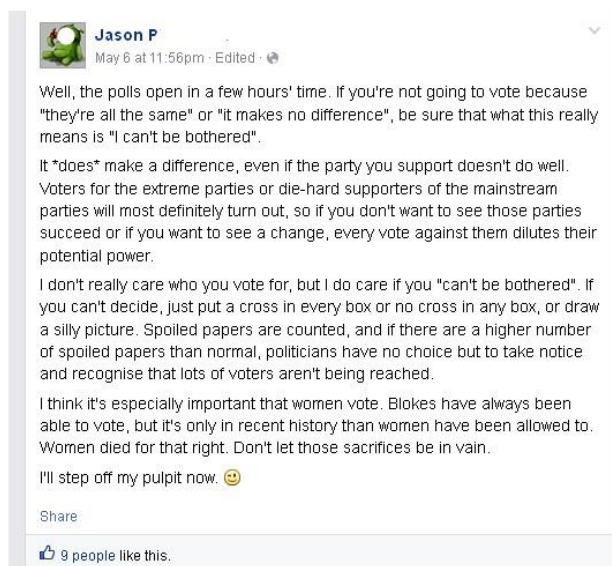 Jason P
May 6 at 11:56pm · Edited ·
Well, the polls open in a few hours' time. If you're not going to vote because
"they're all the same" or "it makes no difference", be sure that what this really
means is "I can't be bothered".
It *does* make a difference, even if the party you support doesn't do well.
Voters for the extreme parties or die-hard supporters of the mainstream
parties will most definitely turn out, so if you don't want to see those parties
succeed or if you want to see a change, every vote against them dilutes their
potential power.
I don't really care who you vote for, but I do care if you "can't be bothered". If
you can't decide, just put a cross in every box or no cross in any box, or draw
a silly picture. Spoiled papers are counted, and if there are a higher number
of spoiled papers than normal, politicians have no choice but to take notice
and recognise that lots of voters aren't being reached.
I think it's especially important that women vote. Blokes have always been
able to vote, but it's only in recent history than women have been allowed to.
Women died for that right. Don't let those sacrifices be in vain.
I'll step off my pulpit now.
Share
9 people like this.